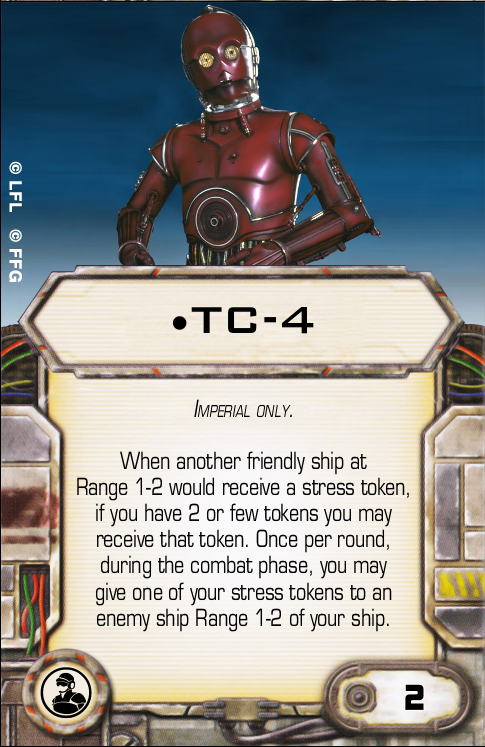 © LFL © FFG
•TC-4
Imperial only.
When another friendly ship at
Range 1-2 would receive a stress token,
if you have 2 or few tokens you may
receive that token. Once per round,
during the combat phase, you may
give one of your stress tokens to an
enemy ship Range 1-2 of your ship.
2